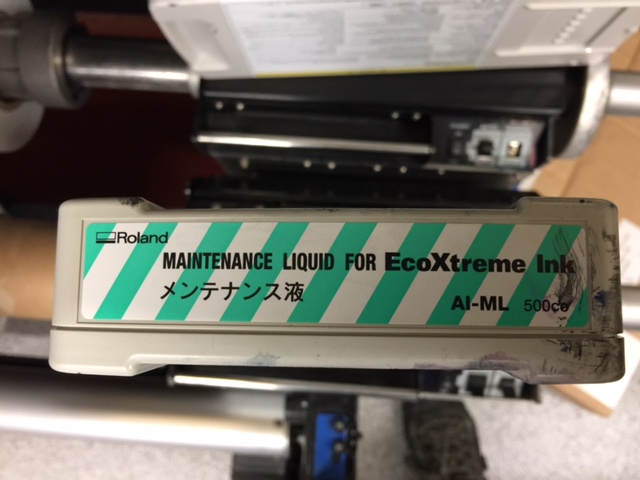 Roland
MAINTENANCE LIQUID FOR EcoXtreme Ink
メンテナンス液
AI-ML 500cc